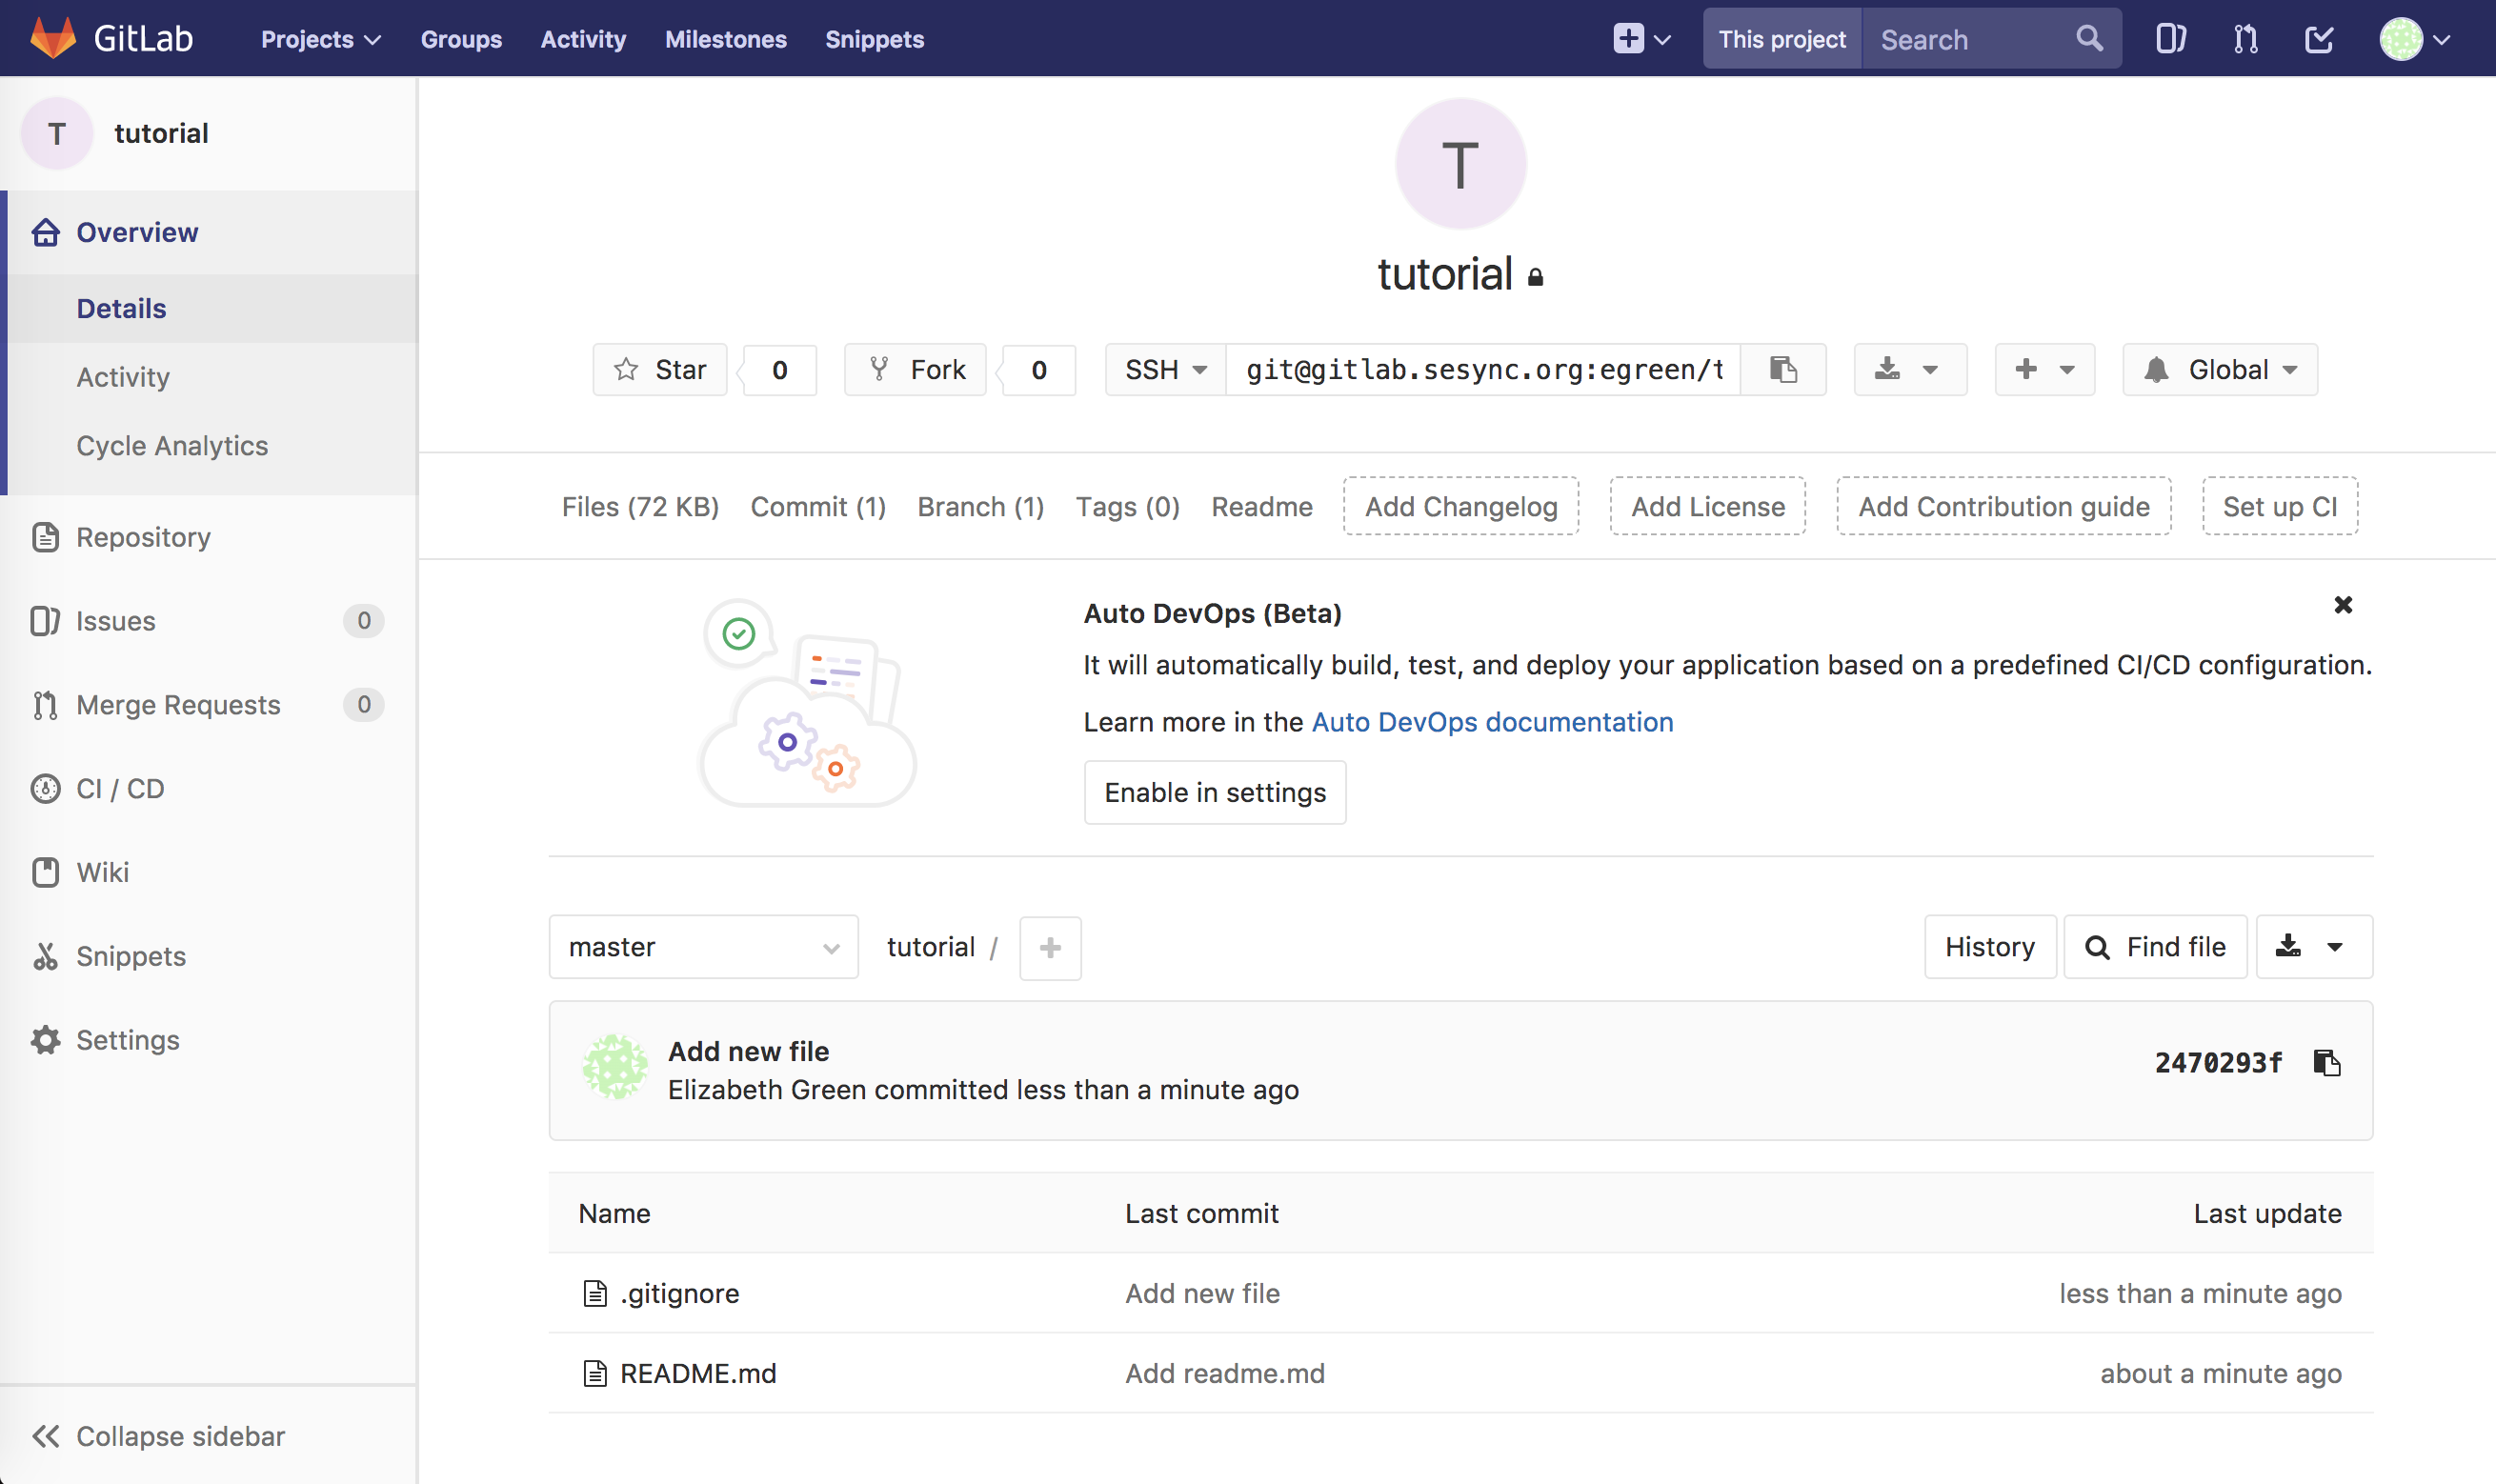 GitLab Projects Groups Activity Milestones Snippets This project Search
T tutorial
Overview
Details
Activity
Cycle Analytics
Repository
Issues 0
Merge Requests 0
CI / CD
Wiki
Snippets
Settings
Collapse sidebar
T
tutorial
Star 0 Fork 0 SSH git@gitlab.sesync.org:egreen/t Global
Files (72 KB) Commit (1) Branch (1) Tags (0) Readme Add Changelog Add License Add Contribution guide Set up CI
Auto DevOps (Beta)
It will automatically build, test, and deploy your application based on a predefined CI/CD configuration.
Learn more in the Auto DevOps documentation
Enable in settings
master tutorial / History Find file
Add new file
Elizabeth Green committed less than a minute ago
2470293f
Name Last commit Last update
.gitignore Add new file less than a minute ago
README.md Add readme.md about a minute ago